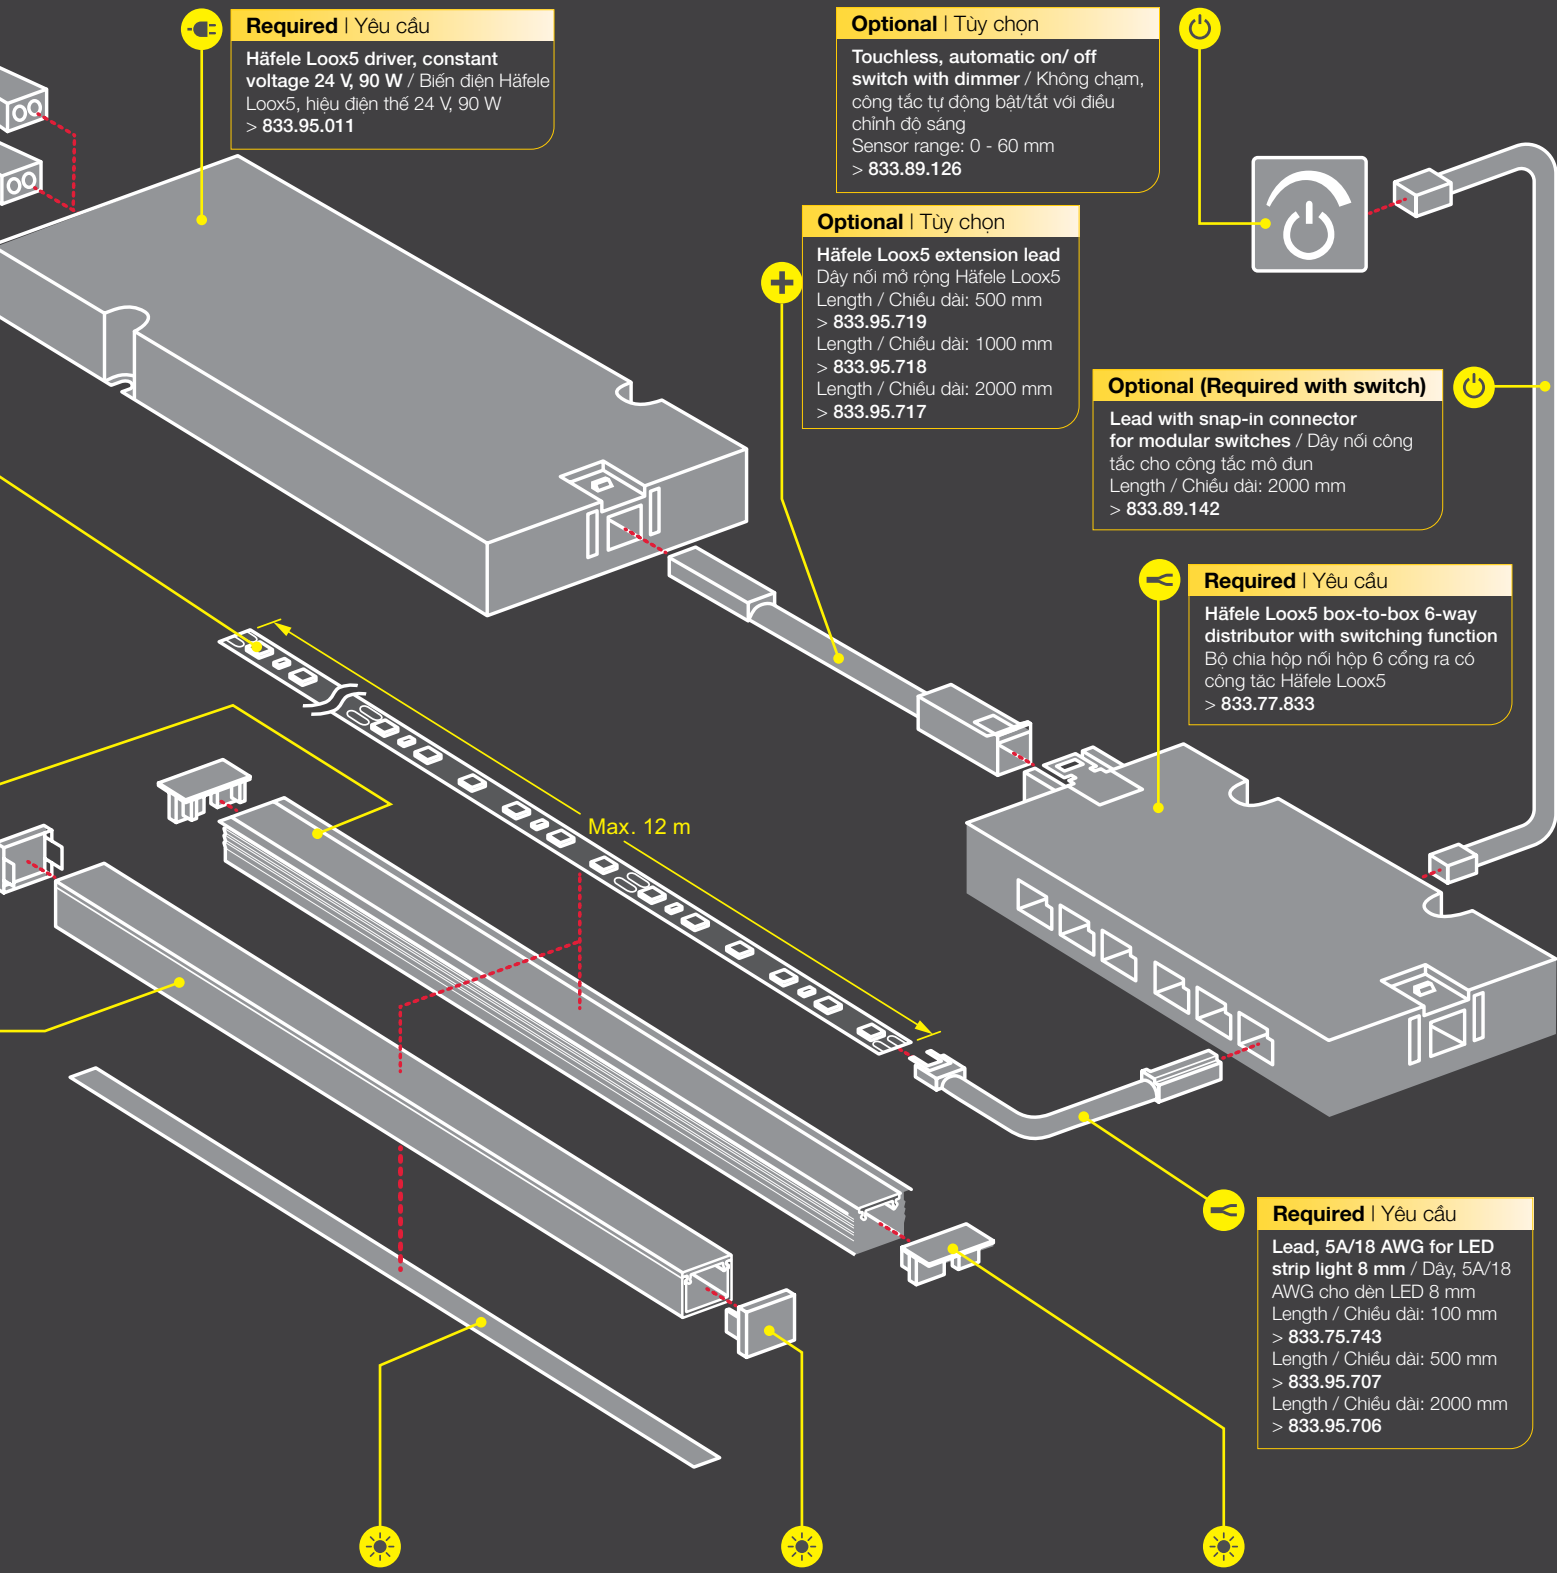 Required | Yêu cầu
Häfele Loox5 driver, constant
voltage 24 V, 90 W / Biến điện Häfele
Loox5, hiệu điện thế 24 V, 90 W
> 833.95.011
Optional | Tùy chọn
Touchless, automatic on/ off
switch with dimmer / Không chạm,
công tắc tự động bật/tắt với điều
chỉnh độ sáng
Sensor range: 0 - 60 mm
> 833.89.126
Optional | Tùy chọn
Häfele Loox5 extension lead
Dây nối mở rộng Häfele Loox5
Length / Chiều dài: 500 mm
> 833.95.719
Length / Chiều dài: 1000 mm
> 833.95.718
Length / Chiều dài: 2000 mm
> 833.95.717
Optional (Required with switch)
Lead with snap-in connector
for modular switches / Dây nối công
tắc cho công tắc mô đun
Length / Chiều dài: 2000 mm
> 833.89.142
Required | Yêu cầu
Häfele Loox5 box-to-box 6-way
distributor with switching function
Bộ chia hộp nối hộp 6 cổng ra có
công tăc Häfele Loox5
> 833.77.833
Max. 12 m
Required | Yêu cầu
Lead, 5A/18 AWG for LED
strip light 8 mm / Dây, 5A/18
AWG cho dèn LED 8 mm
Length / Chiều dài: 100 mm
> 833.75.743
Length / Chiều dài: 500 mm
> 833.95.707
Length / Chiều dài: 2000 mm
> 833.95.706